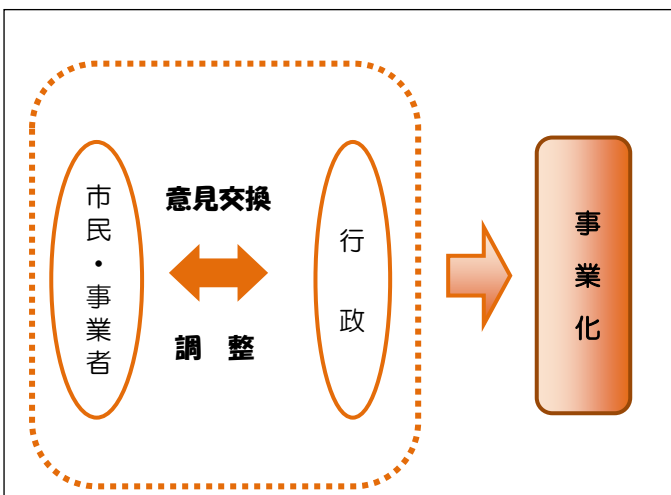 市民・事業者
意見交換
調 整
行 政
事 業 化